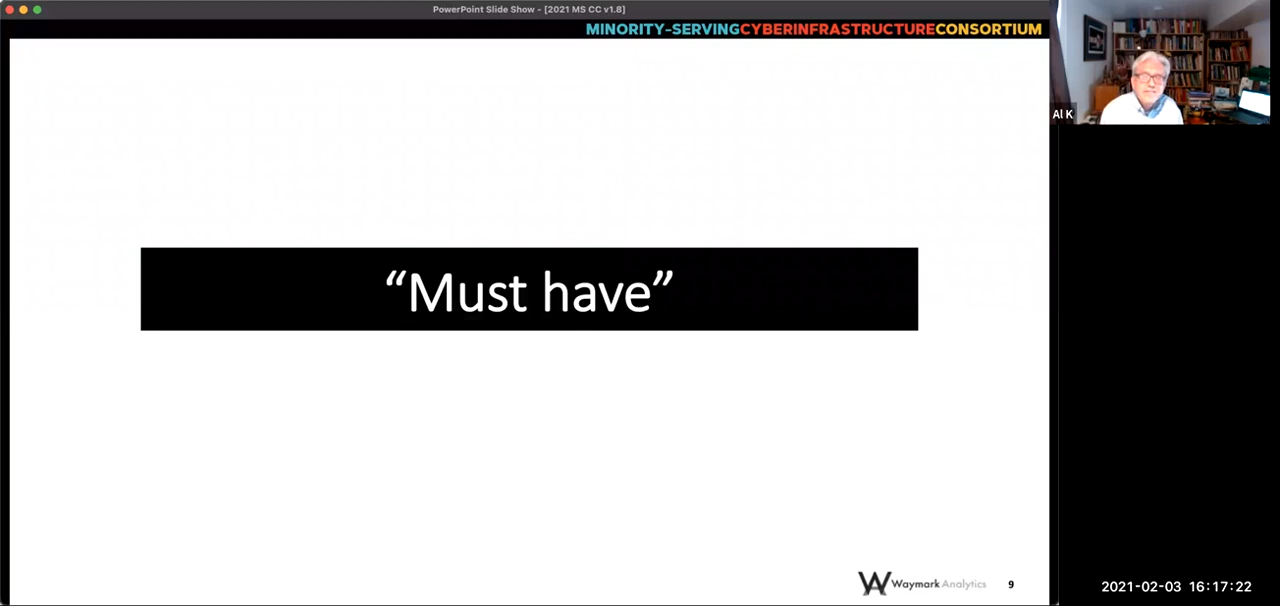 PowerPoint Slide Show - [2021 MS CC v1.8]
MINORITY-SERVINGCYBERINFRASTRUCTURECONSORTIUM
Al K
“Must have”
Waymark Analytics
9
2021-02-03 16:17:22